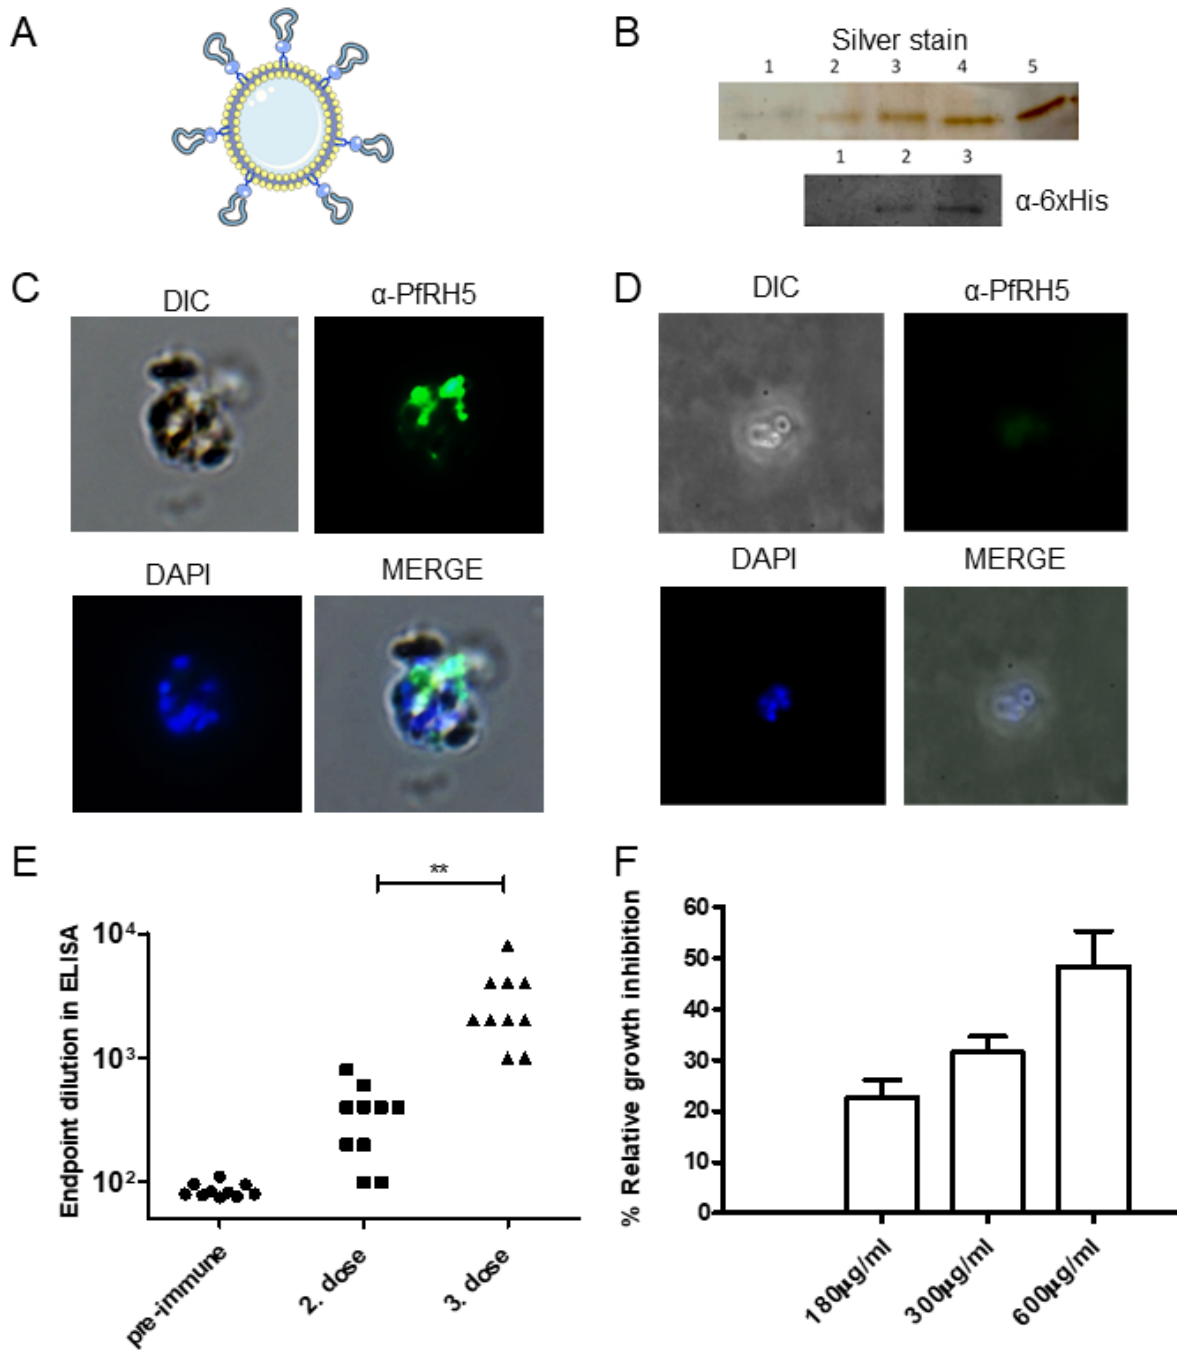 A
B
Silver stain
1 2 3 4 5
1 2 3
α-6xHis
C
DIC
α-PfRH5
DAPI
MERGE
D
DIC
α-PfRH5
DAPI
MERGE
E
**
Endpoint dilution in ELISA
10⁴
10³
10²
pre-immune
2. dose
3. dose
F
% Relative growth inhibition
60
50
40
30
20
10
0
180µg/ml
300µg/ml
600µg/ml